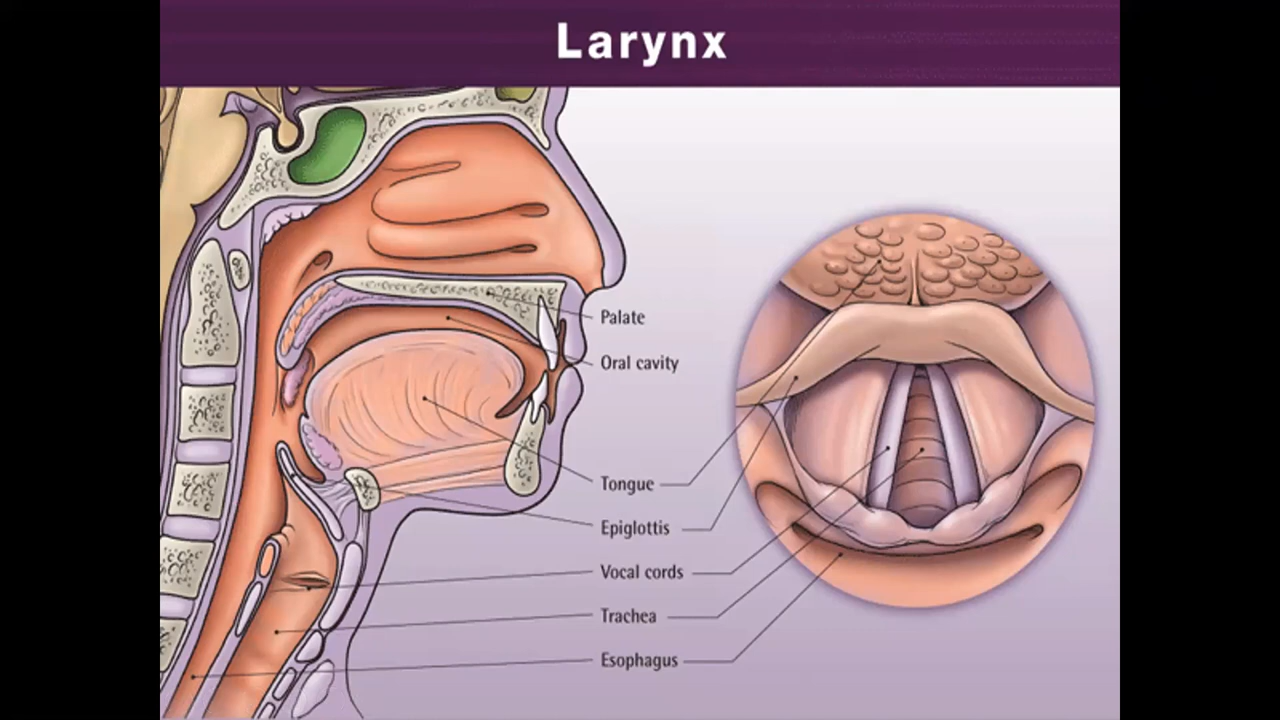 Larynx
Palate
Oral cavity
Tongue
Epiglottis
Vocal cords
Trachea
Esophagus